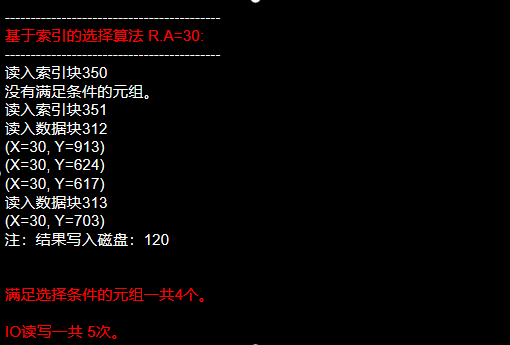 ----------------------------------------
基于索引的选择算法 R.A=30:
----------------------------------------
读入索引块350
没有满足条件的元组。
读入索引块351
读入数据块312
(X=30, Y=913)
(X=30, Y=624)
(X=30, Y=617)
读入数据块313
(X=30, Y=703)
注：结果写入磁盘：120
满足选择条件的元组一共4个。
IO读写一共 5次。